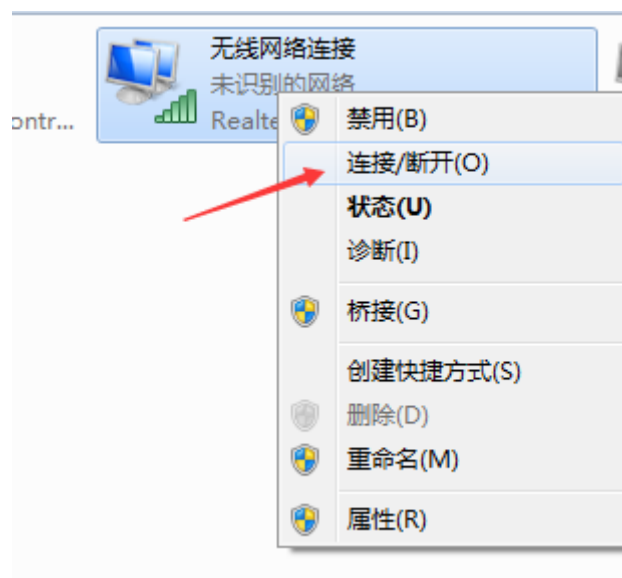 无线网络连接
未识别的网络
ontr...
Realte
禁用(B)
连接/断开(O)
状态(U)
诊断(I)
桥接(G)
创建快捷方式(S)
删除(D)
重命名(M)
属性(R)